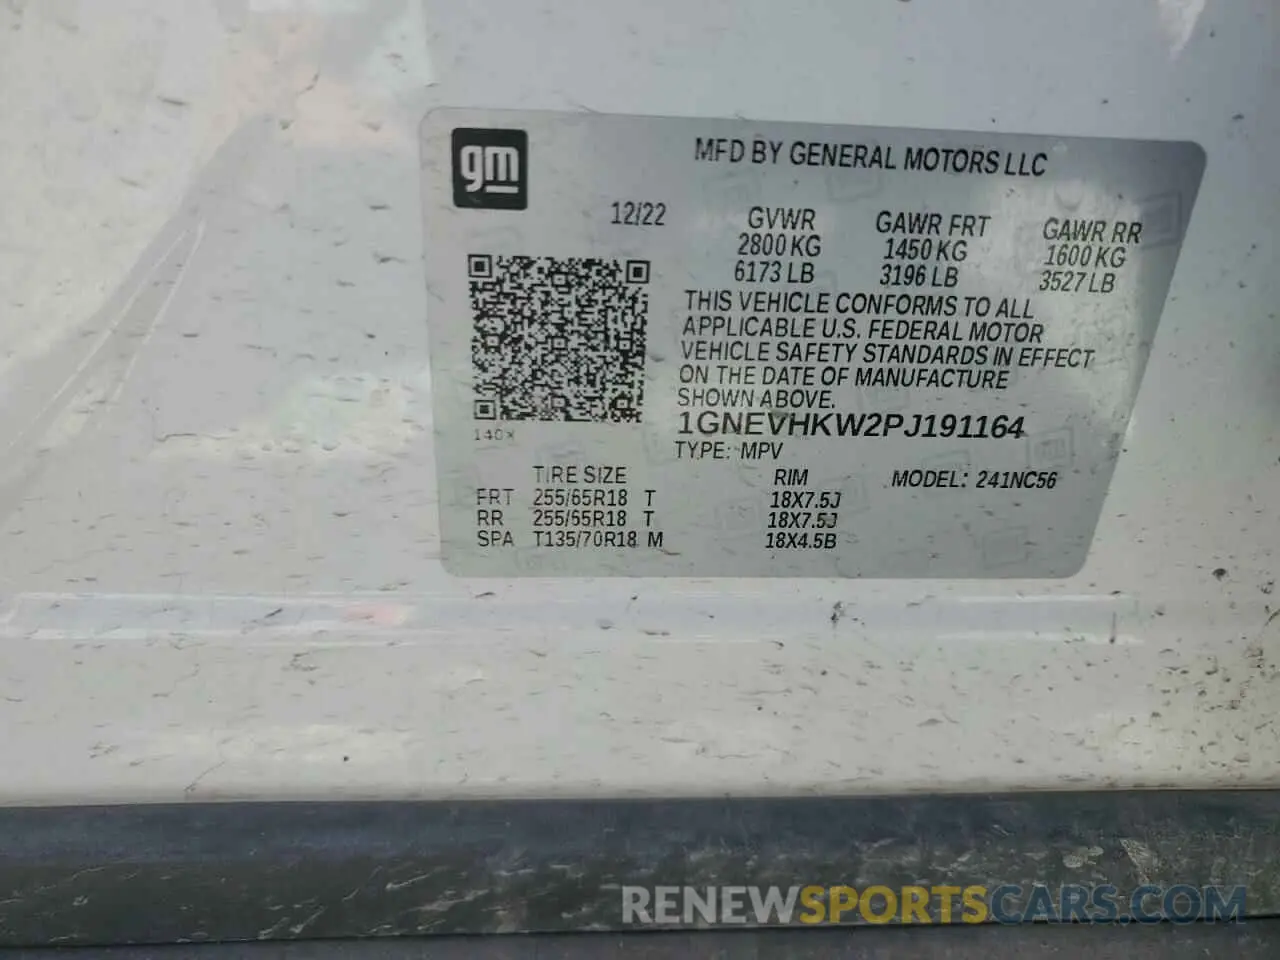 gm
MFD BY GENERAL MOTORS LLC
12/22
GVWR GAWR FRT GAWR RR
2800 KG 1450 KG 1600 KG
6173 LB 3196 LB 3527 LB
THIS VEHICLE CONFORMS TO ALL
APPLICABLE U.S. FEDERAL MOTOR
VEHICLE SAFETY STANDARDS IN EFFECT
ON THE DATE OF MANUFACTURE
SHOWN ABOVE.
1GNEVHKW2PJ191164
140X
TYPE: MPV
TIRE SIZE RIM MODEL: 241NC56
FRT 255/65R18 T 18X7.5J
RR 255/65R18 T 18X7.5J
SPA T135/70R18 M 18X4.5B
RENEWSPORTSCARS.COM